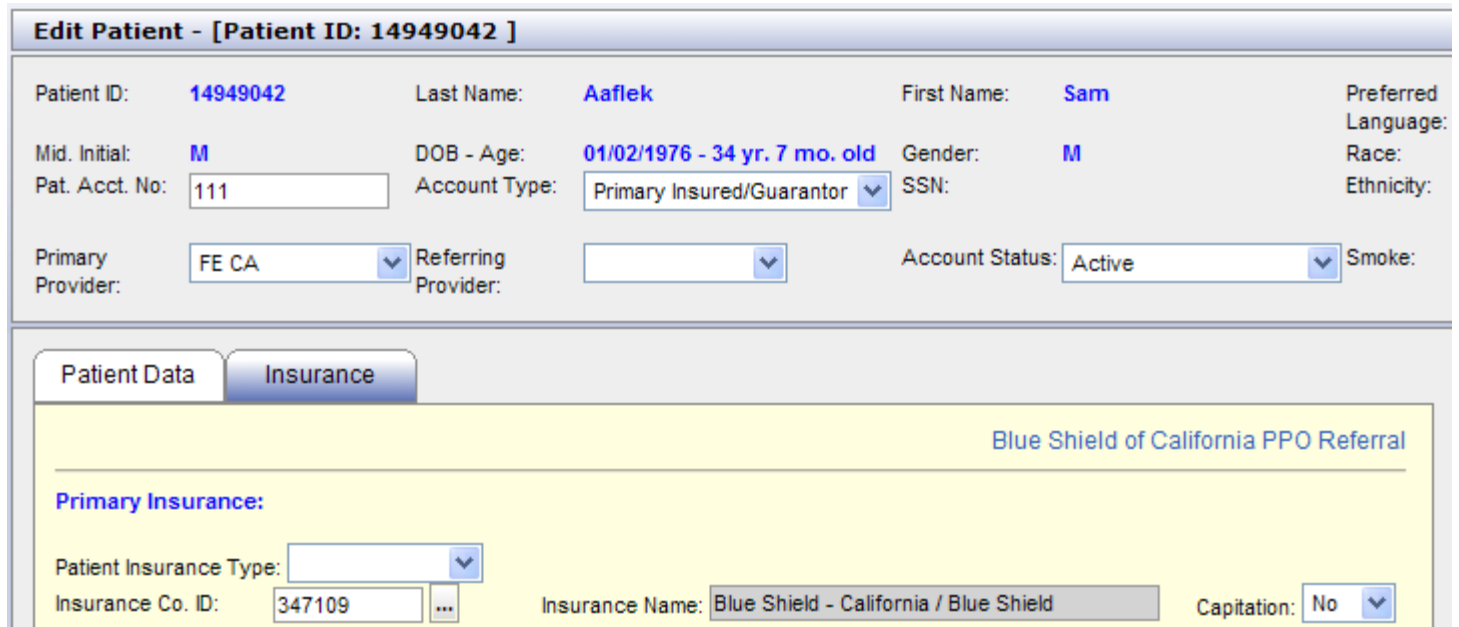 Edit Patient - [Patient ID: 14949042 ]
Patient ID: 14949042 Last Name: Aaflek First Name: Sam Preferred Language:
Mid. Initial: M DOB - Age: 01/02/1976 - 34 yr. 7 mo. old Gender: M Race:
Pat. Acct. No: 111 Account Type: Primary Insured/Guarantor SSN: Ethnicity:
Primary Provider: FE CA Referring Provider: Account Status: Active Smoke:
Patient Data Insurance
Blue Shield of California PPO Referral
Primary Insurance:
Patient Insurance Type:
Insurance Co. ID: 347109 ... Insurance Name: Blue Shield - California / Blue Shield Capitation: No